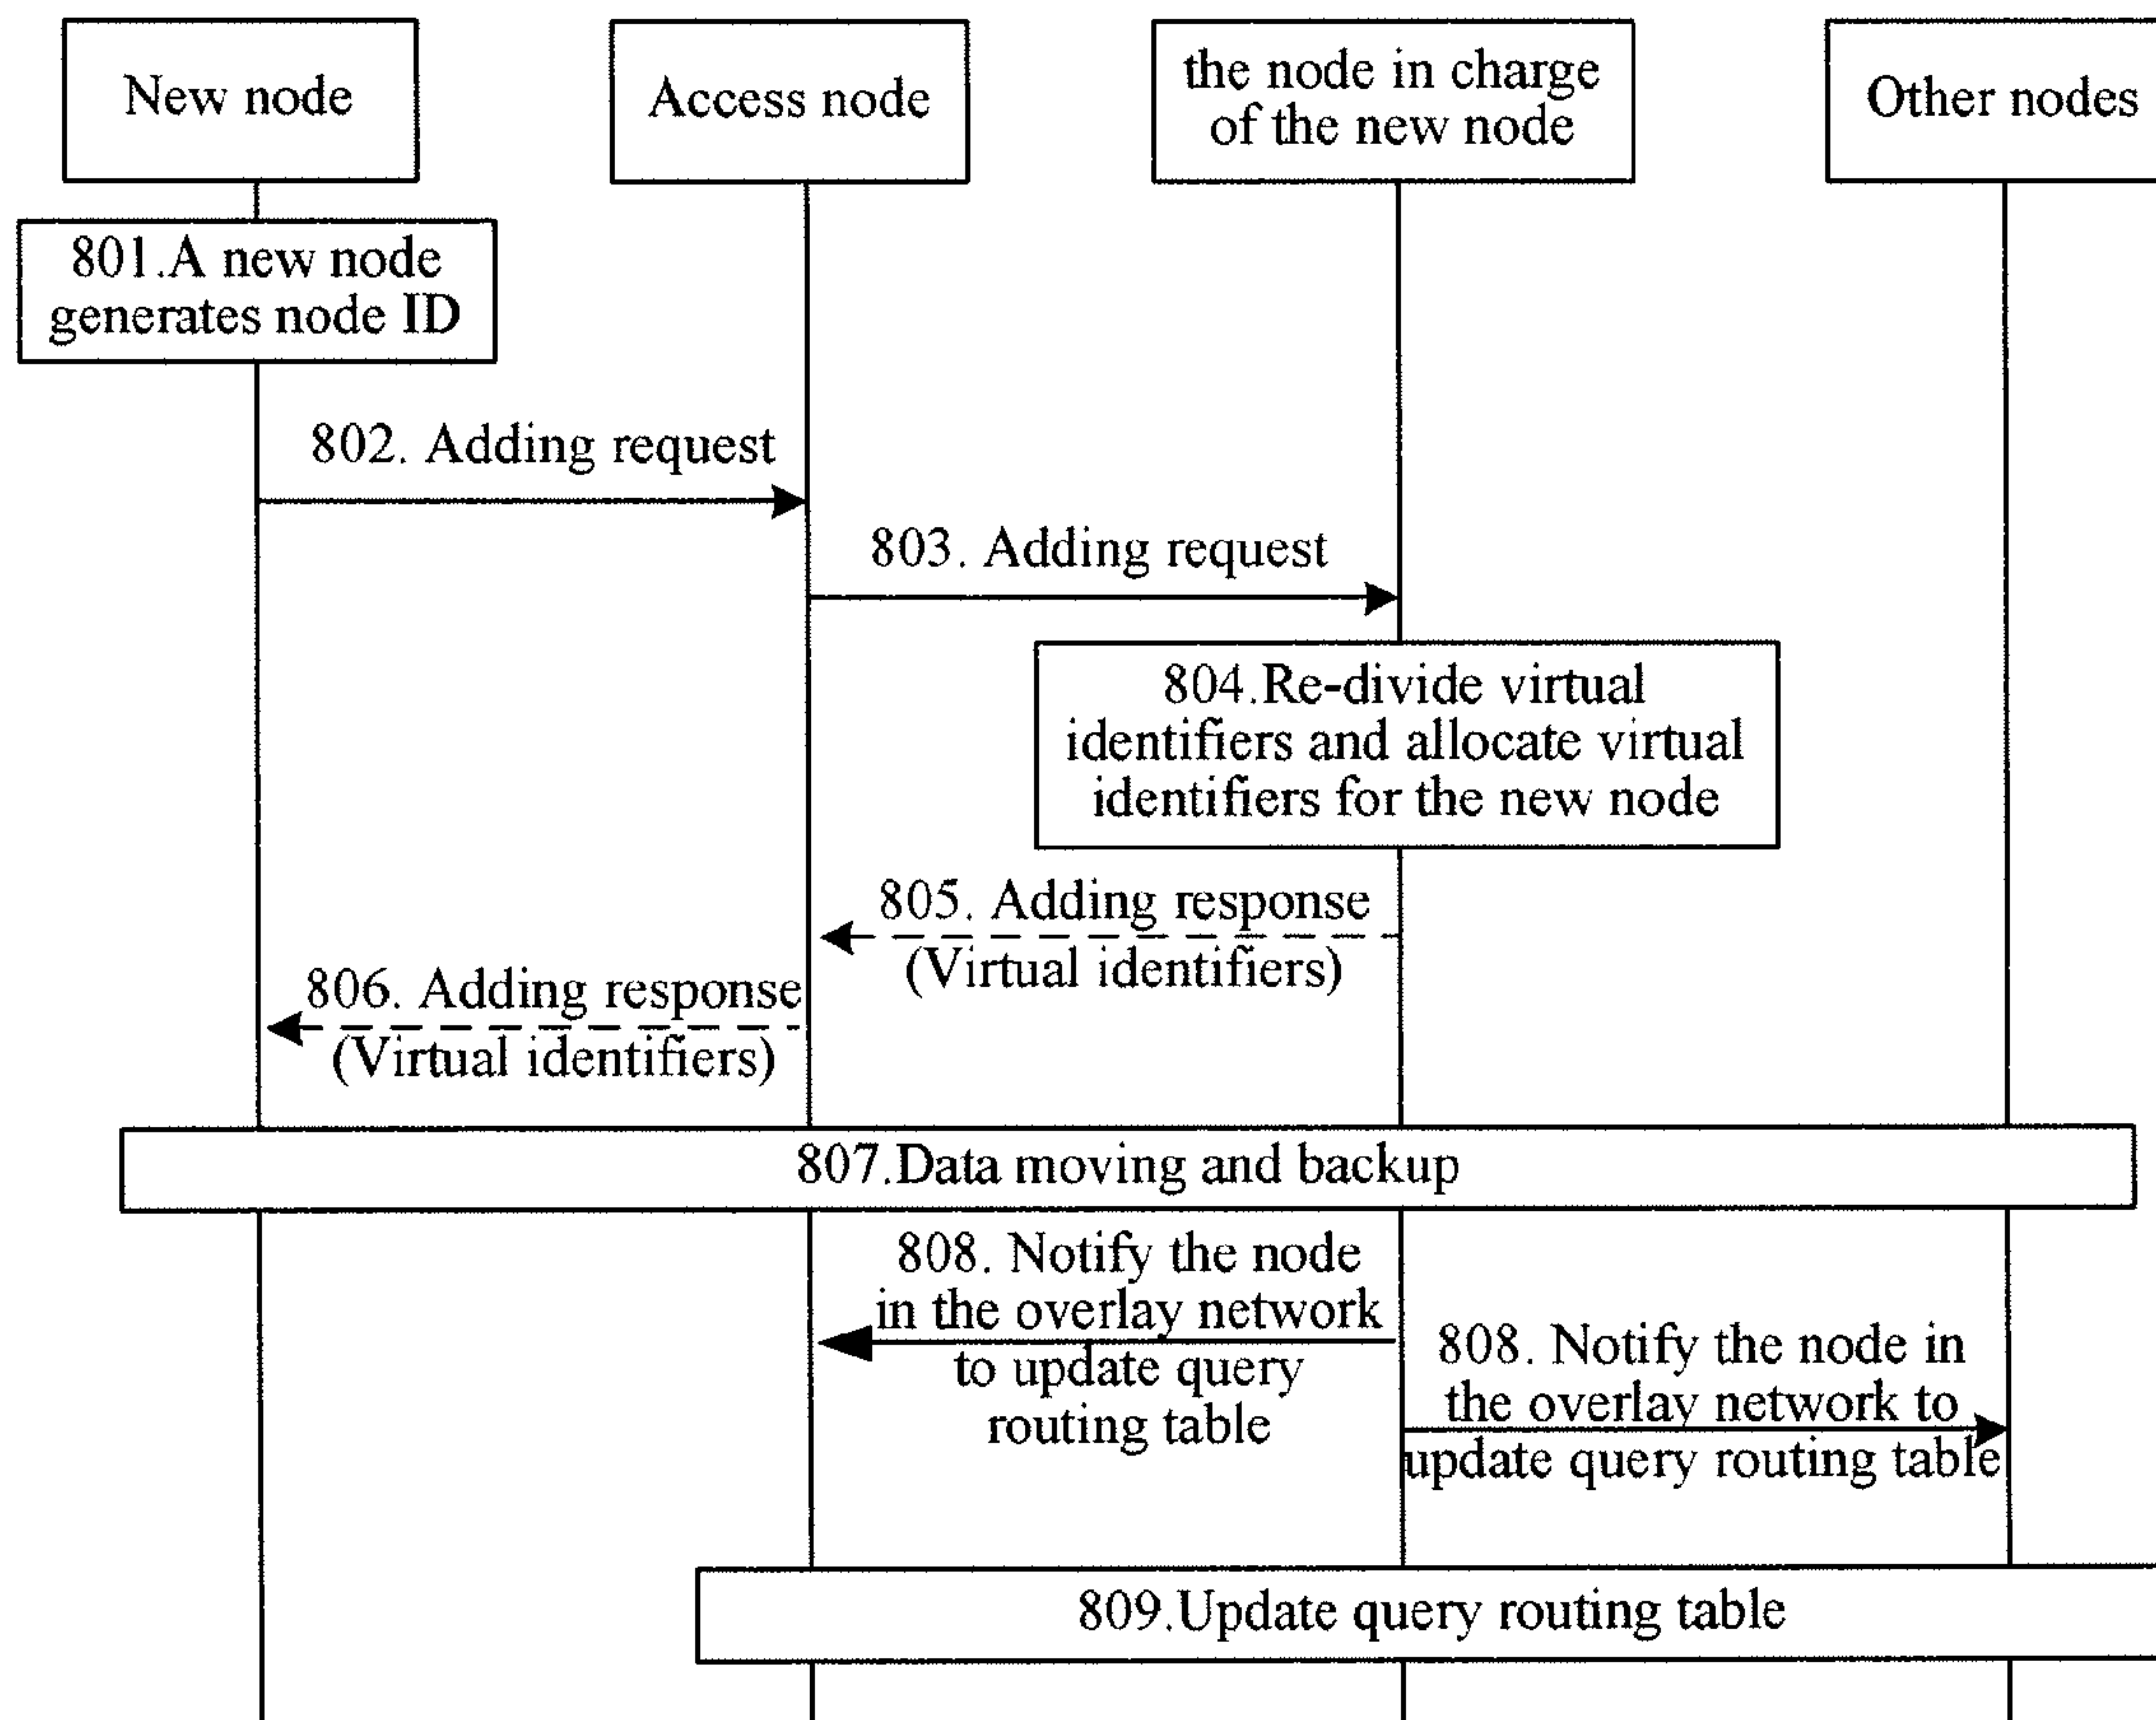 New node
Access node
the node in charge
of the new node
Other nodes
801.A new node
generates node ID
802. Adding request
803. Adding request
804.Re-divide virtual
identifiers and allocate virtual
identifiers for the new node
805. Adding response
(Virtual identifiers)
806. Adding response
(Virtual identifiers)
807.Data moving and backup
808. Notify the node
in the overlay network
to update query
routing table
808. Notify the node in
the overlay network to
update query routing table
809.Update query routing table